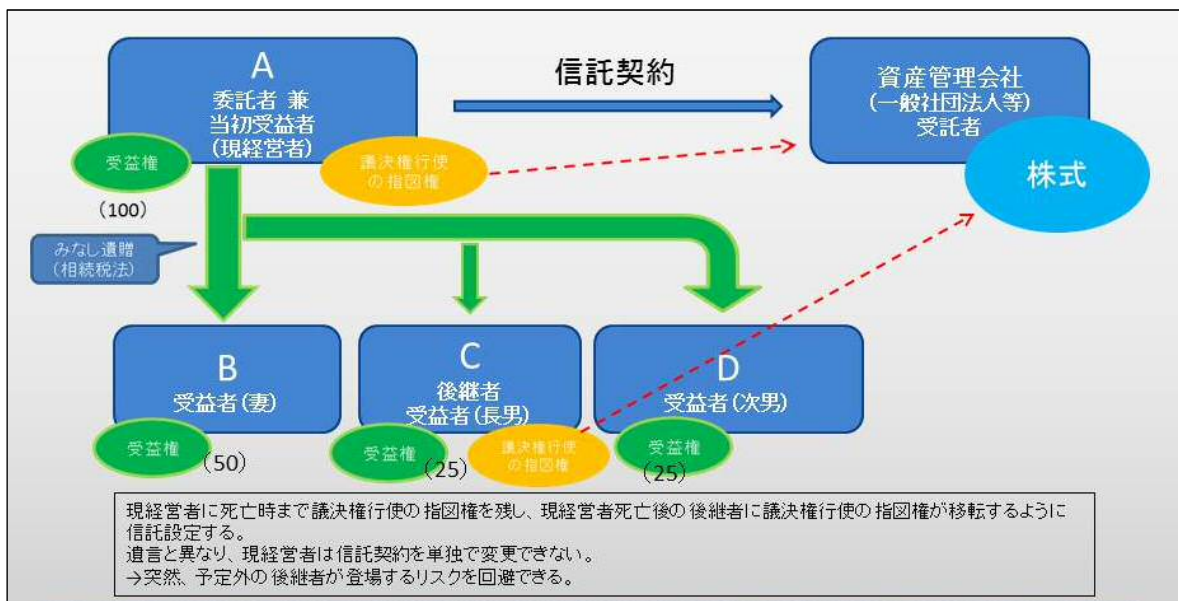 A
委託者 兼
当初受益者
(現経営者)
信託契約
資産管理会社
(一般社団法人等)
受託者
株式
受益権
(100)
議決権行使
の指図権
みなし遺贈
(相続税法)
B
受益者(妻)
受益権
(50)
C
後継者
受益者(長男)
受益権
(25)
議決権行使
の指図権
D
受益者(次男)
受益権
(25)
現経営者に死亡時まで議決権行使の指図権を残し、現経営者死亡後の後継者に議決権行使の指図権が移転するように
信託設定する。
遺言と異なり、現経営者は信託契約を単独で変更できない。
→突然、予定外の後継者が登場するリスクを回避できる。